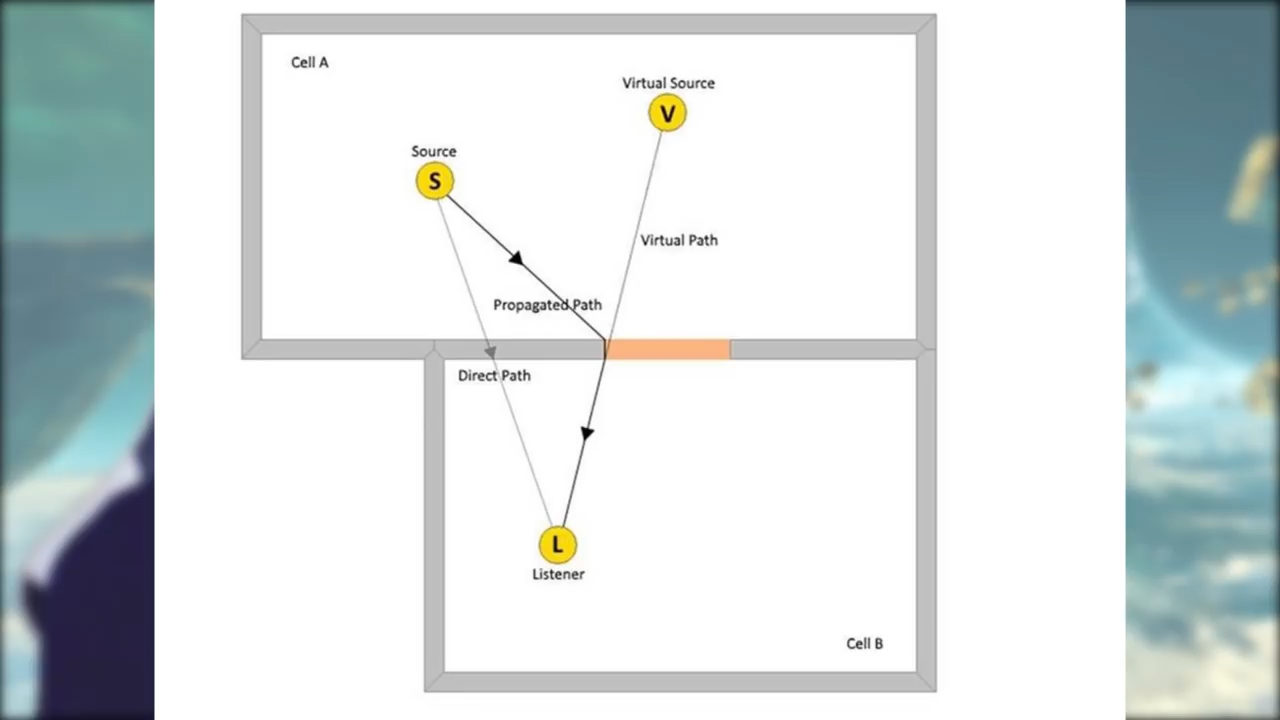 Cell A
Virtual Source
V
Source
S
Virtual Path
Propagated Path
Direct Path
L
Listener
Cell B